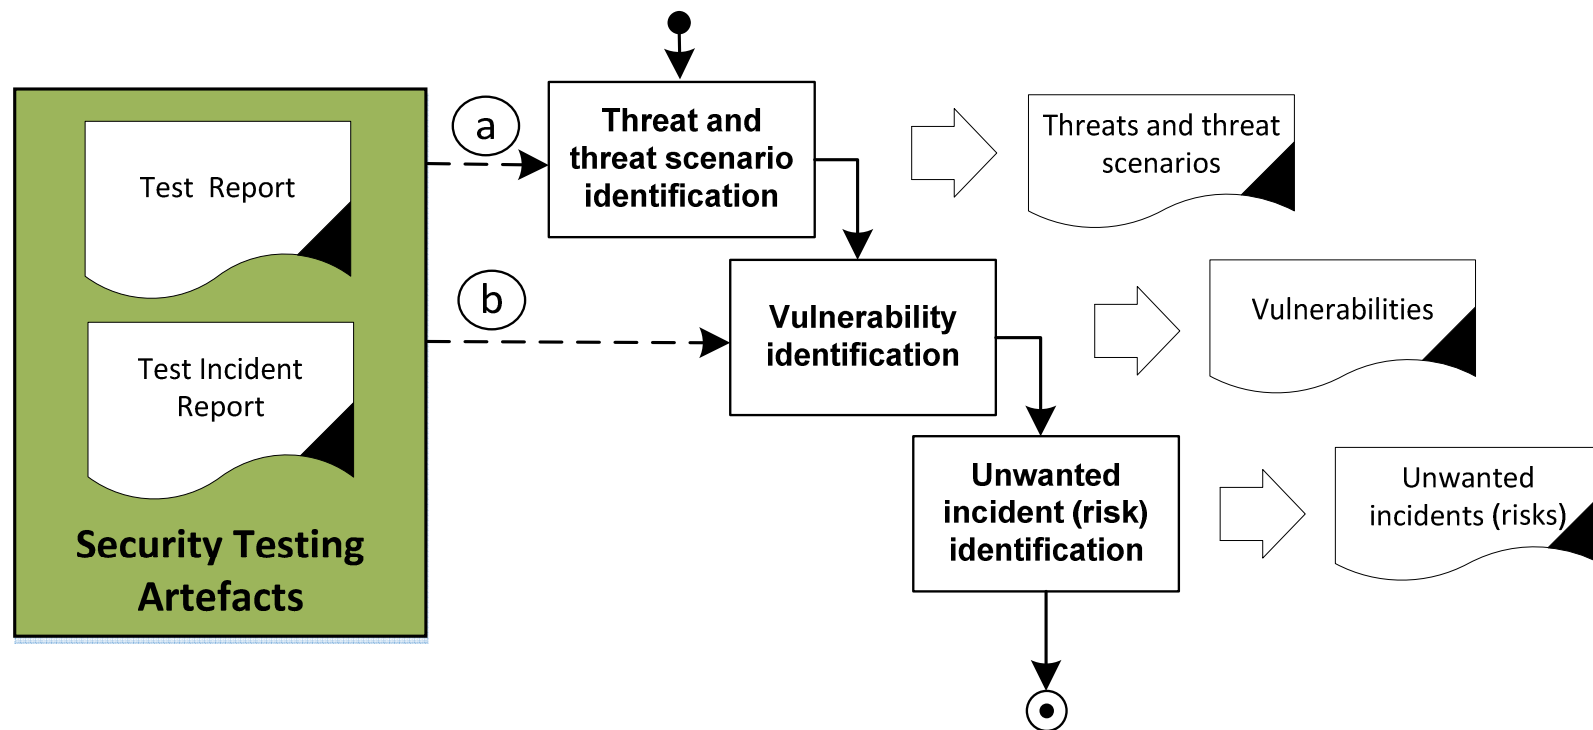 Test Report
Test Incident
Report
Security Testing
Artefacts
a
b
Threat and
threat scenario
identification
Threats and threat
scenarios
Vulnerability
identification
Vulnerabilities
Unwanted
incident (risk)
identification
Unwanted
incidents (risks)